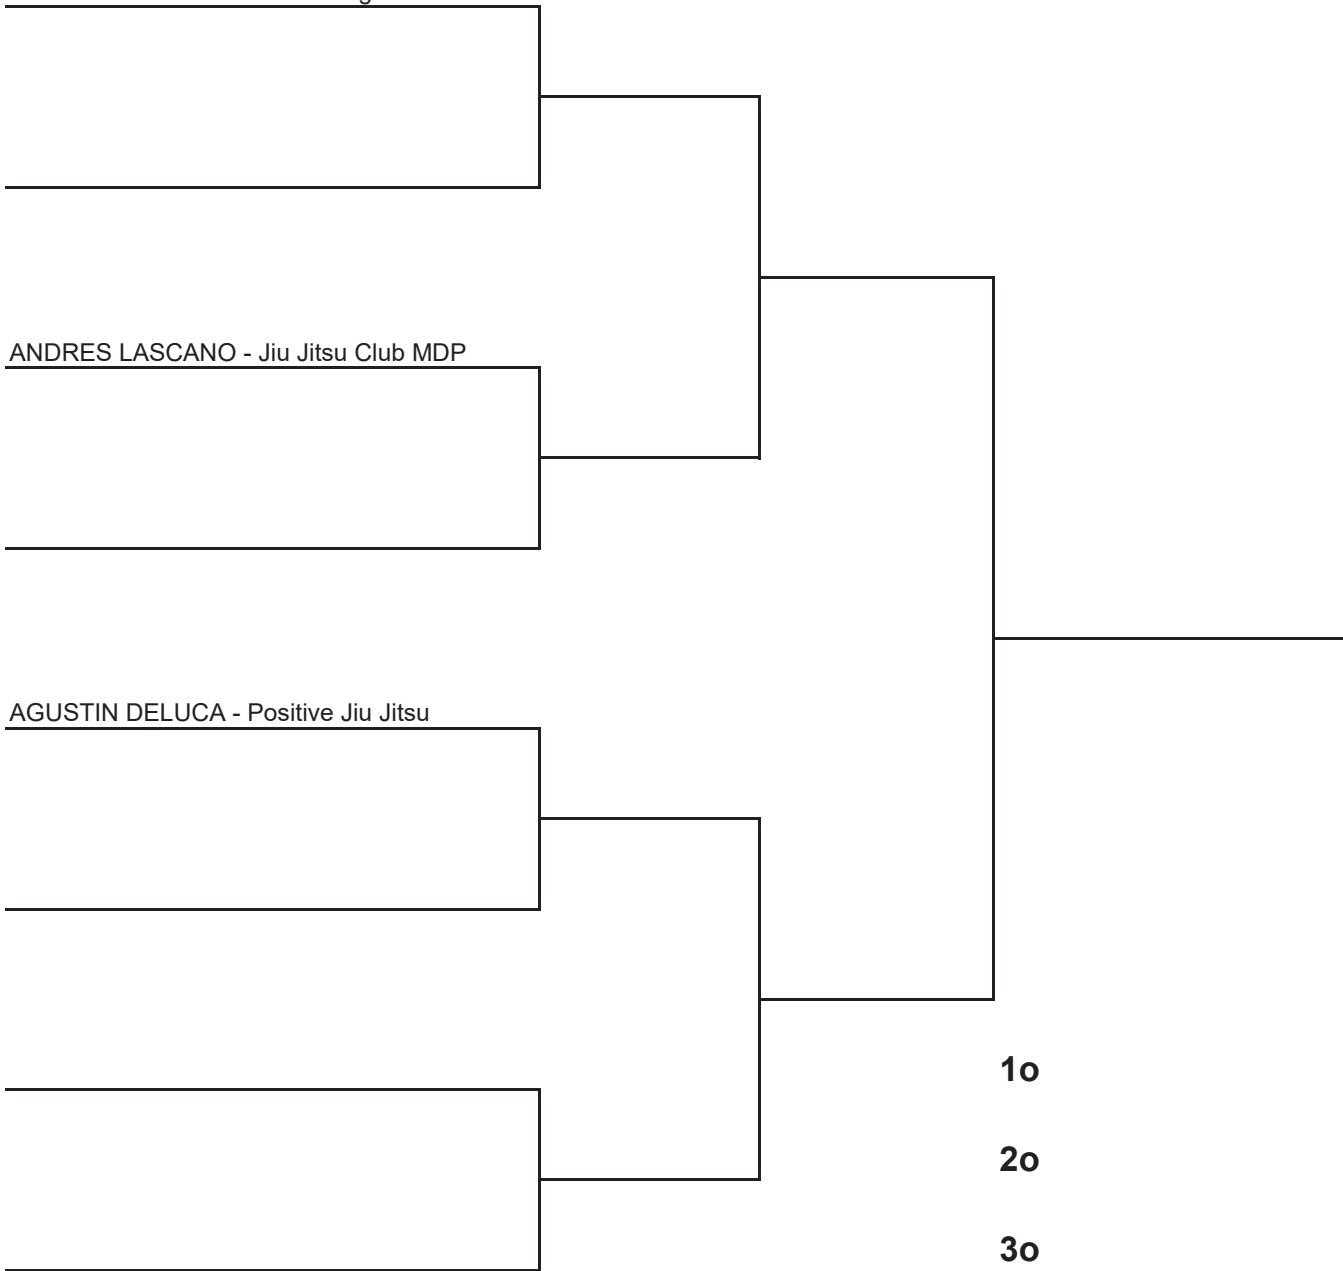 ANDRES LASCANO - Jiu Jitsu Club MDP
AGUSTIN DELUCA - Positive Jiu Jitsu
1o
2o
3o